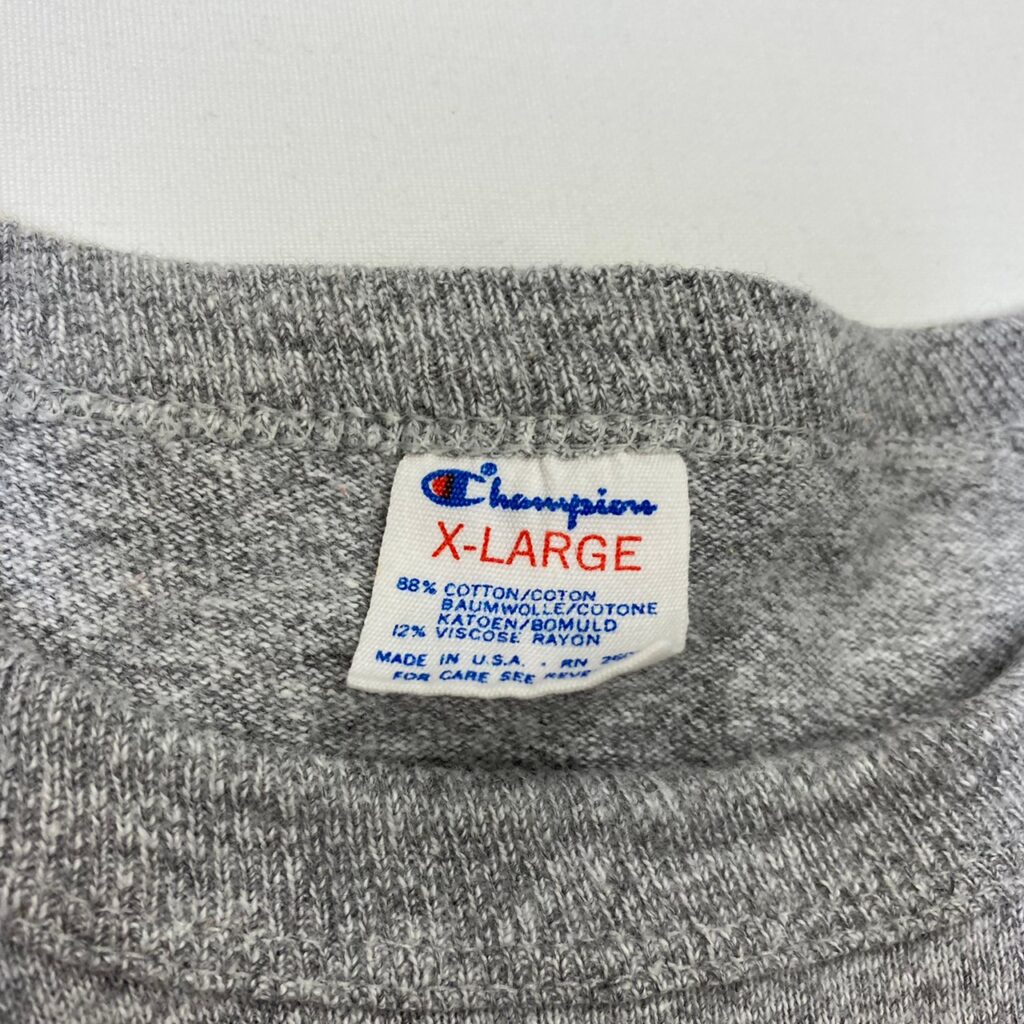 Champion
X-LARGE
88% COTTON/COTON
BAUMWOLLE/COTONE
KATOEN/BOMULD
12% VISCOSE RAYON
MADE IN U.S.A. · RN
FOR CARE SEE